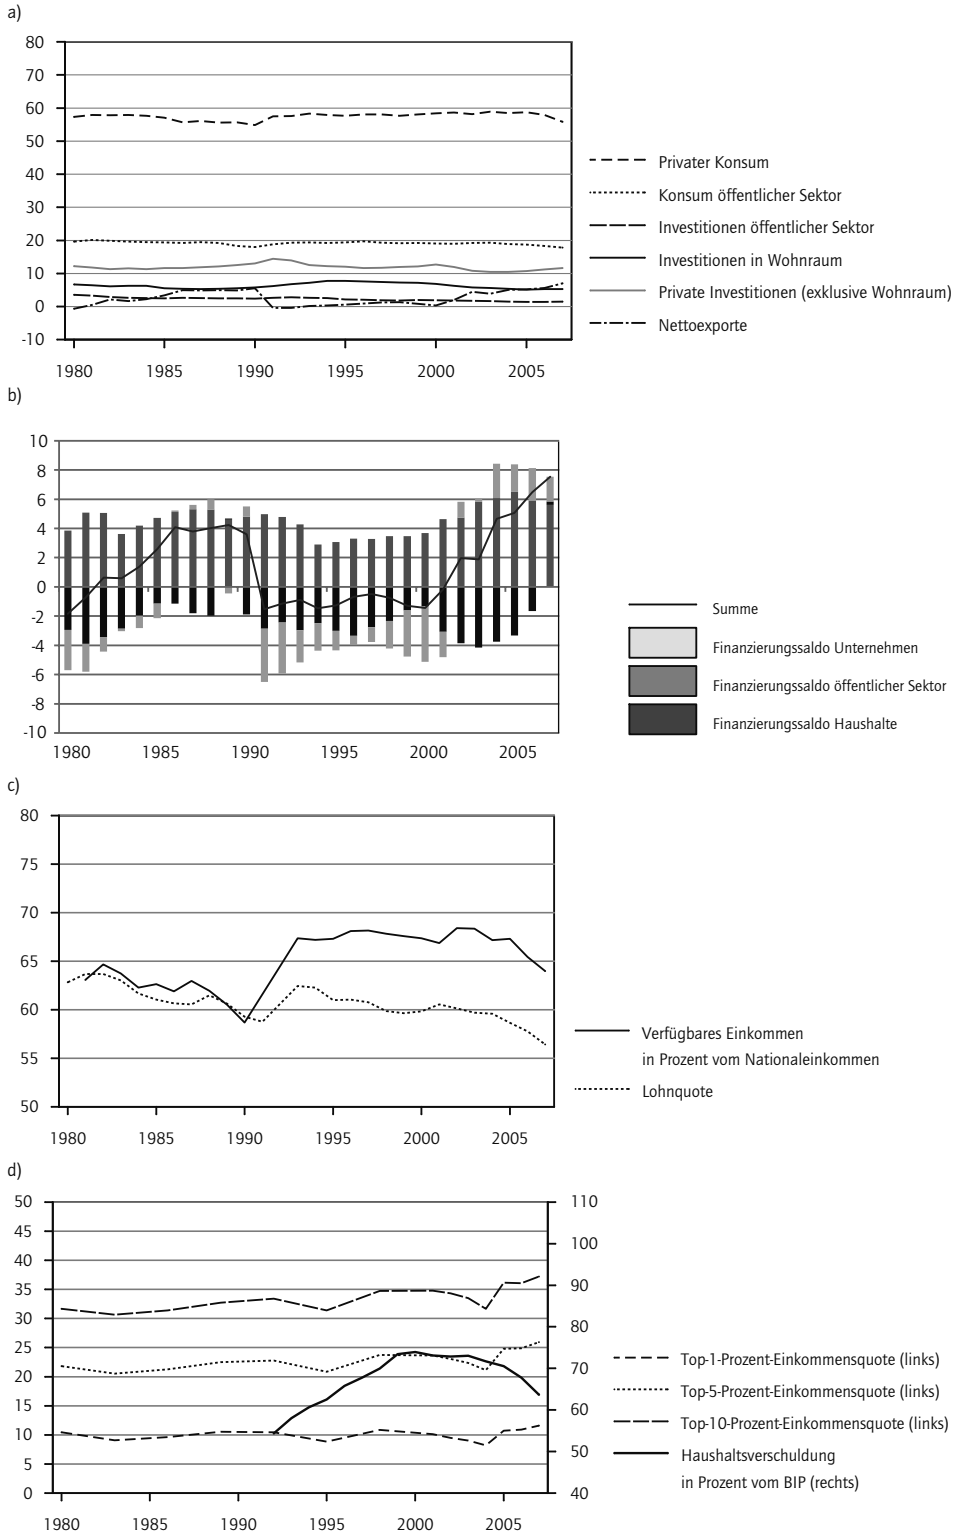 a)
80
70
60
50
40
30
20
10
0
-10
1980 1985 1990 1995 2000 2005
Privater Konsum
Konsum öffentlicher Sektor
Investitionen öffentlicher Sektor
Investitionen in Wohnraum
Private Investitionen (exklusive Wohnraum)
Nettoexporte
b)
10
8
6
4
2
0
-2
-4
-6
-8
-10
1980 1985 1990 1995 2000 2005
Summe
Finanzierungssaldo Unternehmen
Finanzierungssaldo öffentlicher Sektor
Finanzierungssaldo Haushalte
c)
80
75
70
65
60
55
50
1980 1985 1990 1995 2000 2005
Verfügbares Einkommen
in Prozent vom Nationaleinkommen
Lohnquote
d)
50
45
40
35
30
25
20
15
10
5
0
110
100
90
80
70
60
50
40
1980 1985 1990 1995 2000 2005
Top-1-Prozent-Einkommensquote (links)
Top-5-Prozent-Einkommensquote (links)
Top-10-Prozent-Einkommensquote (links)
Haushaltsverschuldung
in Prozent vom BIP (rechts)